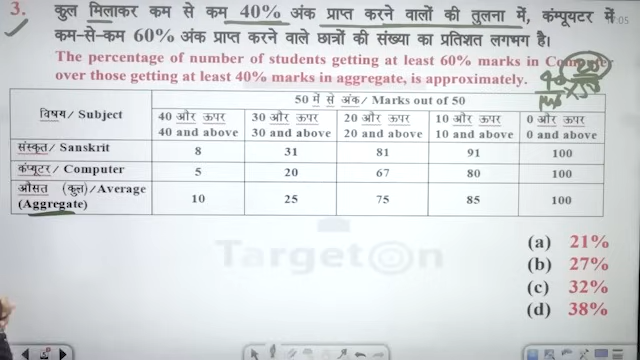 3. कुल मिलाकर कम से कम 40% अंक प्राप्त करने वालों की तुलना में, कंप्यूटर में
कम-से-कम 60% अंक प्राप्त करने वाले छात्रों की संख्या का प्रतिशत लगभग है।
The percentage of number of students getting at least 60% marks in Computer
over those getting at least 40% marks in aggregate, is approximately.
विषय/ Subject
50 में से अंक/ Marks out of 50
40 और ऊपर 30 और ऊपर 20 और ऊपर 10 और ऊपर 0 और ऊपर
40 and above 30 and above 20 and above 10 and above 0 and above
संस्कृत/ Sanskrit 8 31 81 91 100
कंप्यूटर/ Computer 5 20 67 80 100
औसत (कुल)/Average (Aggregate) 10 25 75 85 100
TargetOn
(a) 21%
(b) 27%
(c) 32%
(d) 38%